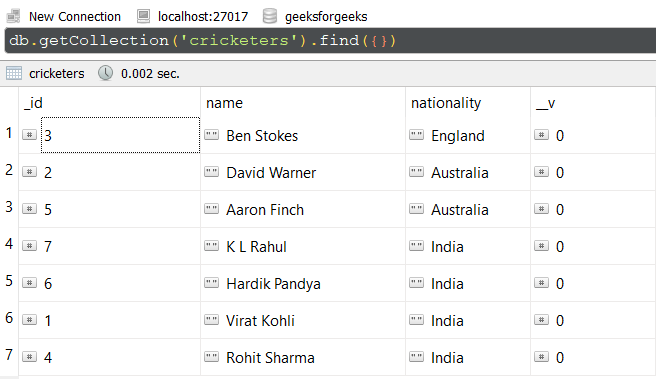 New Connection localhost:27017 geeksforgeeks
db.getCollection('cricketers').find({})
cricketers 0.002 sec.
_id name nationality __v
1 # 3 "" Ben Stokes "" England # 0
2 # 2 "" David Warner "" Australia # 0
3 # 5 "" Aaron Finch "" Australia # 0
4 # 7 "" K L Rahul "" India # 0
5 # 6 "" Hardik Pandya "" India # 0
6 # 1 "" Virat Kohli "" India # 0
7 # 4 "" Rohit Sharma "" India # 0